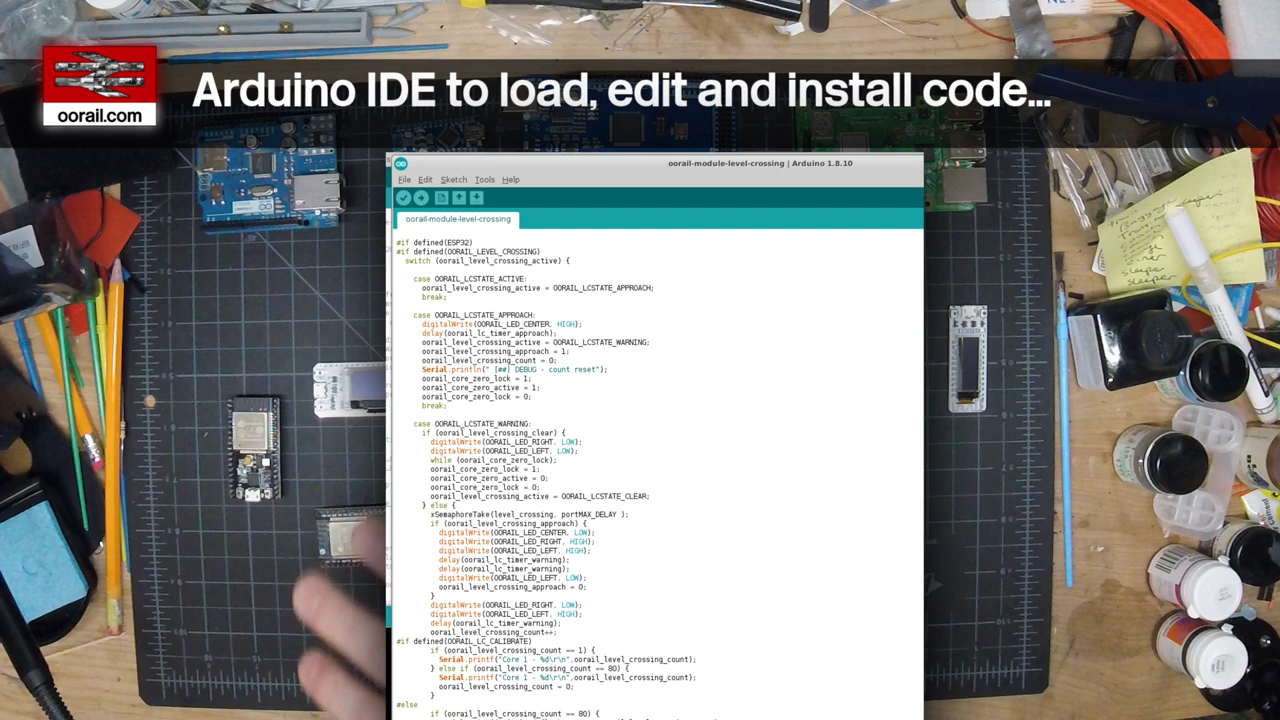 Arduino IDE to load, edit and install code...
oorail.com
oorail-module-level-crossing | Arduino 1.8.10
File Edit Sketch Tools Help
oorail-module-level-crossing
#if defined(ESP32)
#if defined(OORAIL_LEVEL_CROSSING)
switch (oorail_level_crossing_active) {
case OORAIL_LCSTATE_ACTIVE:
oorail_level_crossing_active = OORAIL_LCSTATE_APPROACH;
break;
case OORAIL_LCSTATE_APPROACH:
digitalWrite(OORAIL_LED_CENTER, HIGH);
delay(oorail_lc_timer_approach);
oorail_level_crossing_active = OORAIL_LCSTATE_WARNING;
oorail_level_crossing_approach = 1;
oorail_level_crossing_count = 0;
Serial.println(" [##] DEBUG - count reset");
oorail_core_zero_lock = 1;
oorail_core_zero_active = 1;
oorail_core_zero_lock = 0;
break;
case OORAIL_LCSTATE_WARNING:
if (oorail_level_crossing_clear) {
digitalWrite(OORAIL_LED_RIGHT, LOW);
digitalWrite(OORAIL_LED_LEFT, LOW);
while (oorail_core_zero_lock);
oorail_core_zero_lock = 1;
oorail_core_zero_active = 0;
oorail_core_zero_lock = 0;
oorail_level_crossing_active = OORAIL_LCSTATE_CLEAR;
} else {
xSemaphoreTake(level_crossing, portMAX_DELAY );
if (oorail_level_crossing_approach) {
digitalWrite(OORAIL_LED_CENTER, LOW);
digitalWrite(OORAIL_LED_RIGHT, HIGH);
digitalWrite(OORAIL_LED_LEFT, HIGH);
delay(oorail_lc_timer_warning);
delay(oorail_lc_timer_warning);
digitalWrite(OORAIL_LED_LEFT, LOW);
oorail_level_crossing_approach = 0;
}
digitalWrite(OORAIL_LED_RIGHT, LOW);
digitalWrite(OORAIL_LED_LEFT, HIGH);
delay(oorail_lc_timer_warning);
oorail_level_crossing_count++;
#if defined(OORAIL_LC_CALIBRATE)
if (oorail_level_crossing_count == 1) {
Serial.printf("Core 1 - %d\r\n",oorail_level_crossing_count);
} else if (oorail_level_crossing_count == 80) {
Serial.printf("Core 1 - %d\r\n",oorail_level_crossing_count);
oorail_level_crossing_count = 0;
}
#else
if (oorail_level_crossing_count == 80) {